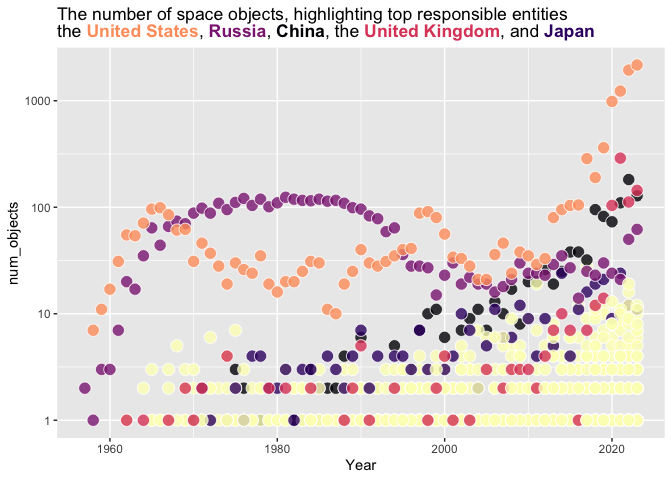 The number of space objects, highlighting top responsible entities
the United States, Russia, China, the United Kingdom, and Japan
num_objects
1000
100
10
1
1960
1980
2000
2020
Year